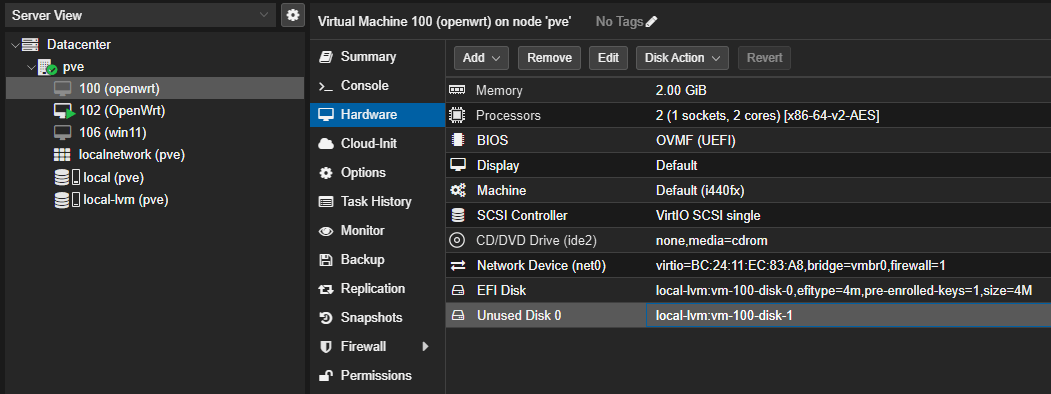 Server View
Datacenter
pve
100 (openwrt)
102 (OpenWrt)
106 (win11)
localnetwork (pve)
local (pve)
local-lvm (pve)
Virtual Machine 100 (openwrt) on node 'pve' No Tags
Summary
Console
Hardware
Cloud-Init
Options
Task History
Monitor
Backup
Replication
Snapshots
Firewall
Permissions
Add Remove Edit Disk Action Revert
Memory 2.00 GiB
Processors 2 (1 sockets, 2 cores) [x86-64-v2-AES]
BIOS OVMF (UEFI)
Display Default
Machine Default (i440fx)
SCSI Controller VirtIO SCSI single
CD/DVD Drive (ide2) none,media=cdrom
Network Device (net0) virtio=BC:24:11:EC:83:A8,bridge=vmbr0,firewall=1
EFI Disk local-lvm:vm-100-disk-0,efitype=4m,pre-enrolled-keys=1,size=4M
Unused Disk 0 local-lvm:vm-100-disk-1